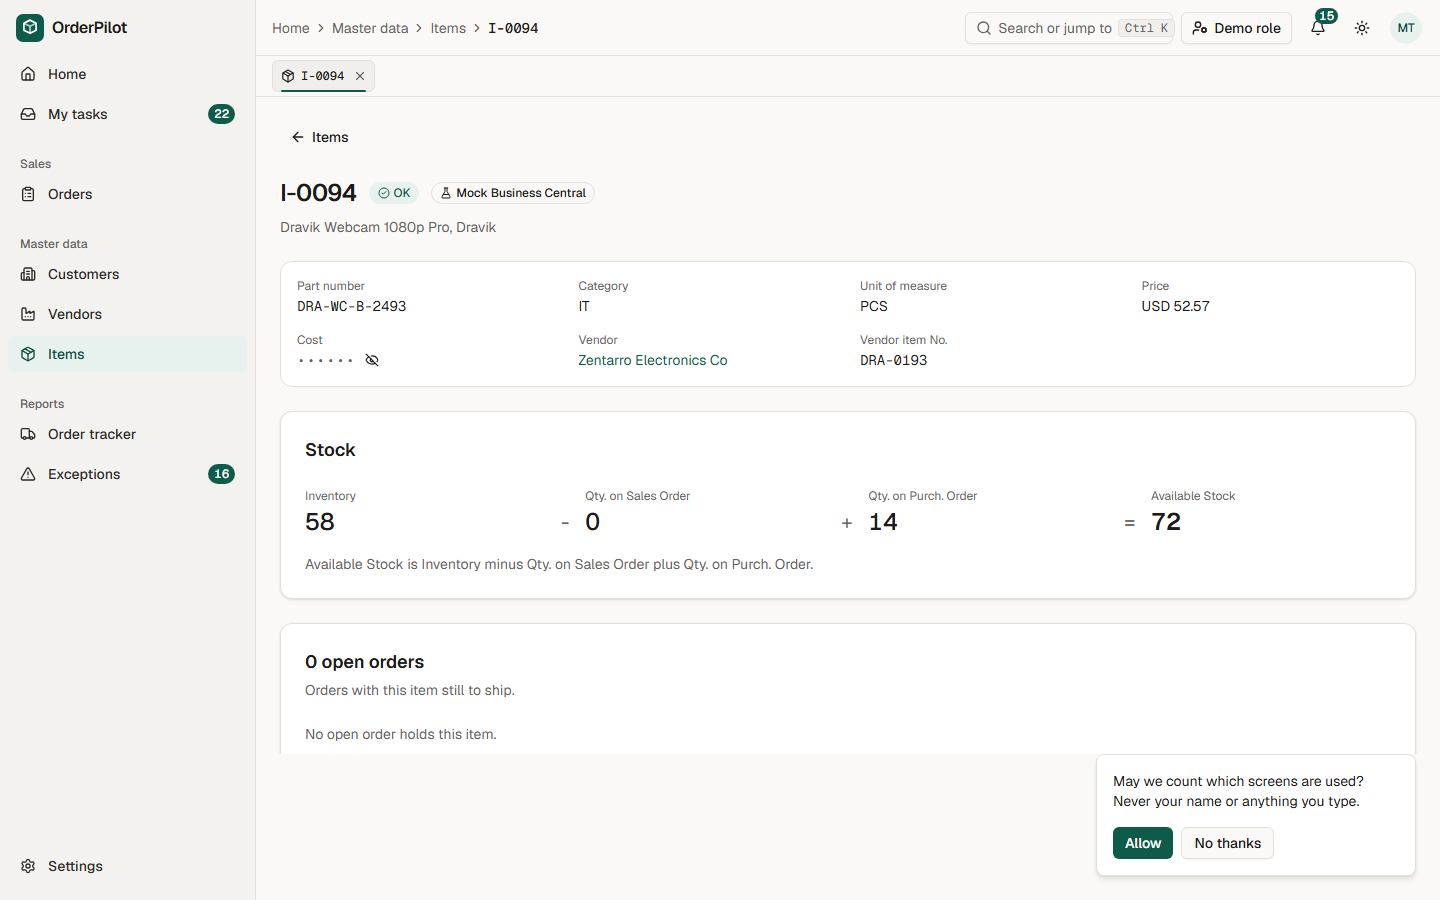 OrderPilot
Home
My tasks 22
Sales
Orders
Master data
Customers
Vendors
Items
Reports
Order tracker
Exceptions 16
Settings
Home > Master data > Items > I-0094
Search or jump to Ctrl K
Demo role
15
MT
I-0094
Items
I-0094 OK Mock Business Central
Dravik Webcam 1080p Pro, Dravik
Part number Category Unit of measure Price
DRA-WC-B-2493 IT PCS USD 52.57
Cost Vendor Vendor item No.
•••••• Zentarro Electronics Co DRA-0193
Stock
Inventory Qty. on Sales Order Qty. on Purch. Order Available Stock
58 - 0 + 14 = 72
Available Stock is Inventory minus Qty. on Sales Order plus Qty. on Purch. Order.
0 open orders
Orders with this item still to ship.
No open order holds this item.
May we count which screens are used?
Never your name or anything you type.
Allow No thanks